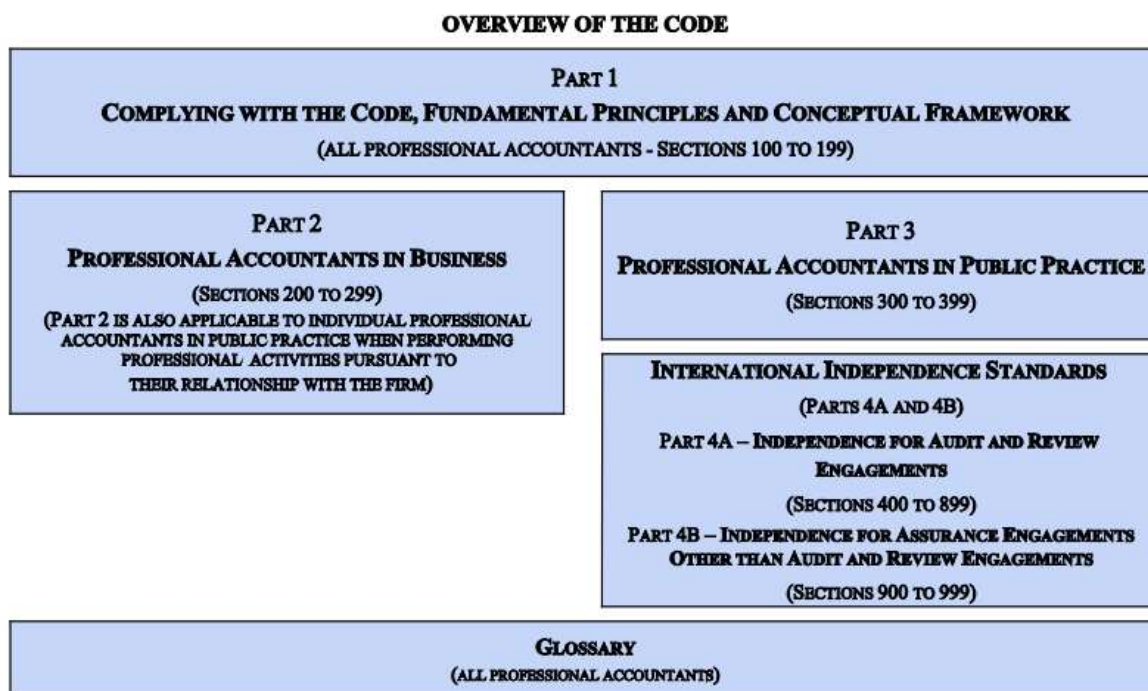 OVERVIEW OF THE CODE
PART 1
COMPLYING WITH THE CODE, FUNDAMENTAL PRINCIPLES AND CONCEPTUAL FRAMEWORK
(ALL PROFESSIONAL ACCOUNTANTS - SECTIONS 100 TO 199)
PART 2
PROFESSIONAL ACCOUNTANTS IN BUSINESS
(SECTIONS 200 TO 299)
(PART 2 IS ALSO APPLICABLE TO INDIVIDUAL PROFESSIONAL
ACCOUNTANTS IN PUBLIC PRACTICE WHEN PERFORMING
PROFESSIONAL ACTIVITIES PURSUANT TO
THEIR RELATIONSHIP WITH THE FIRM)
PART 3
PROFESSIONAL ACCOUNTANTS IN PUBLIC PRACTICE
(SECTIONS 300 TO 399)
INTERNATIONAL INDEPENDENCE STANDARDS
(PARTS 4A AND 4B)
PART 4A – INDEPENDENCE FOR AUDIT AND REVIEW
ENGAGEMENTS
(SECTIONS 400 TO 899)
PART 4B – INDEPENDENCE FOR ASSURANCE ENGAGEMENTS
OTHER THAN AUDIT AND REVIEW ENGAGEMENTS
(SECTIONS 900 TO 999)
GLOSSARY
(ALL PROFESSIONAL ACCOUNTANTS)